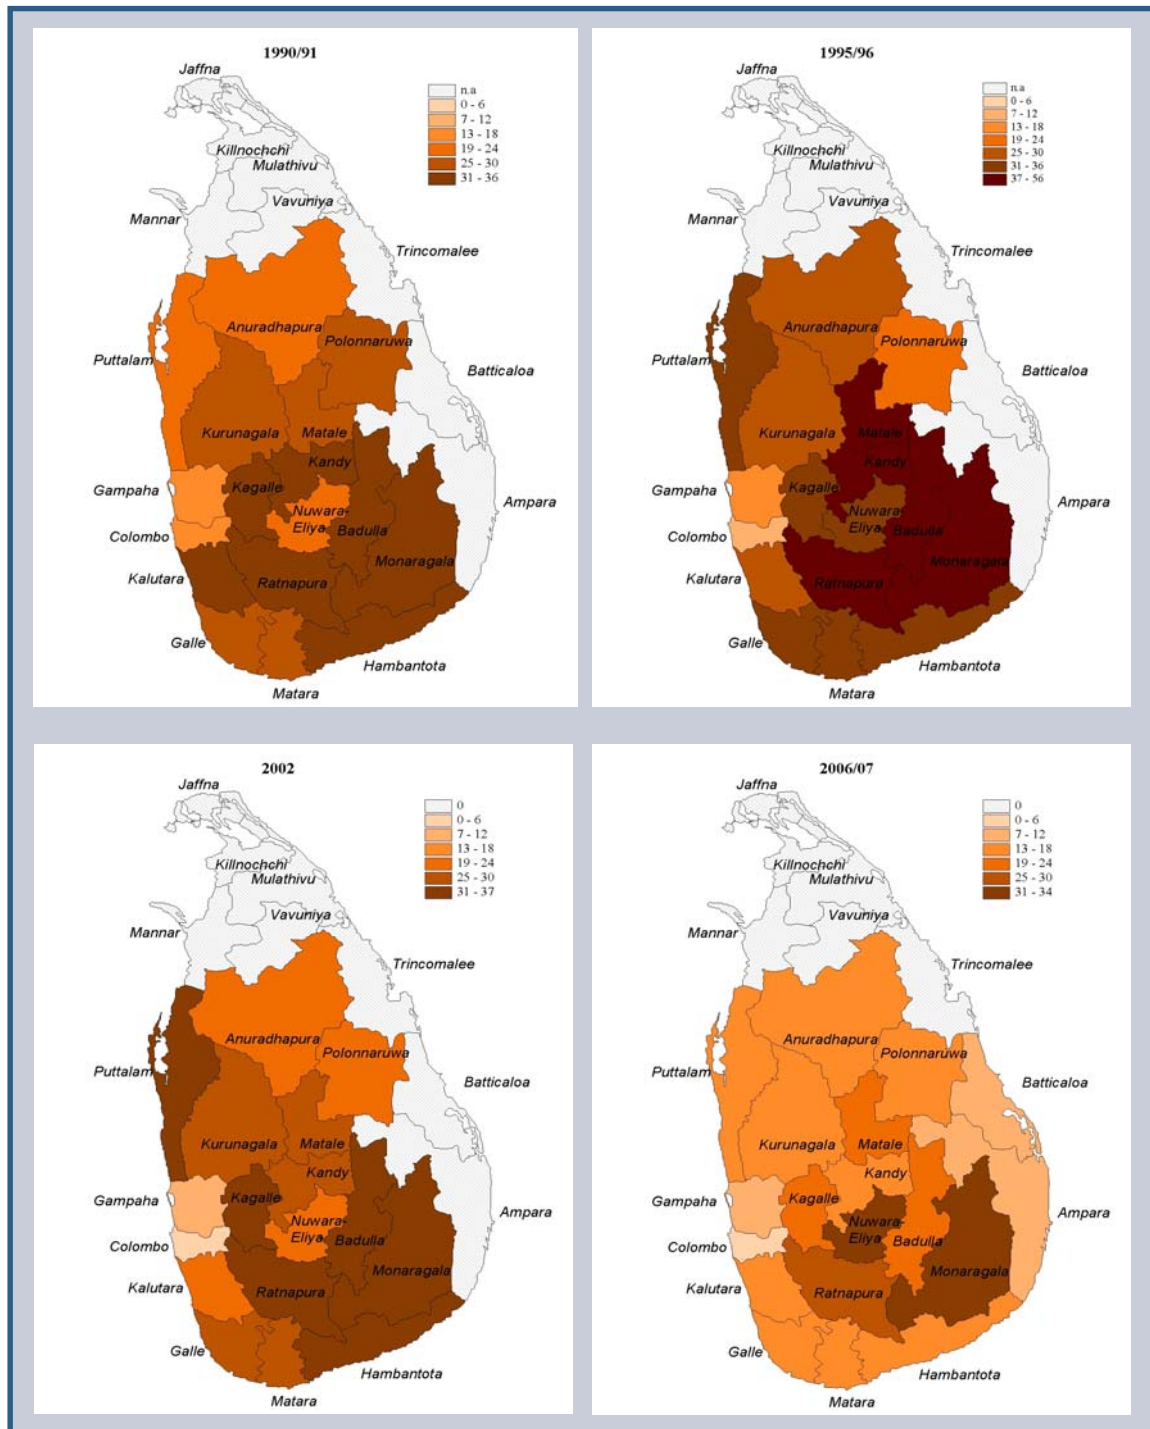 1990/91
Jaffna
n.a
0 - 6
7 - 12
13 - 18
19 - 24
25 - 30
31 - 36
Killnochchi
Mulathivu
Vavuniya
Mannar
Trincomalee
Anuradhapura
Polonnaruwa
Puttalam
Batticaloa
Kurunagala
Matale
Kandy
Gampaha
Kagalle
Ampara
Nuwara-
Eliya
Badulla
Colombo
Monaragala
Kalutara
Ratnapura
Galle
Hambantota
Matara
1995/96
Jaffna
n.a
0 - 6
7 - 12
13 - 18
19 - 24
25 - 30
31 - 36
37 - 56
Killnochchi
Mulathivu
Vavuniya
Mannar
Trincomalee
Anuradhapura
Polonnaruwa
Puttalam
Batticaloa
Kurunagala
Matale
Kandy
Gampaha
Kagalle
Ampara
Nuwara-
Eliya
Badulla
Colombo
Monaragala
Kalutara
Ratnapura
Galle
Hambantota
Matara
2002
Jaffna
0
0 - 6
7 - 12
13 - 18
19 - 24
25 - 30
31 - 37
Killnochchi
Mulathivu
Vavuniya
Mannar
Trincomalee
Anuradhapura
Polonnaruwa
Puttalam
Batticaloa
Kurunagala
Matale
Kandy
Gampaha
Kagalle
Ampara
Nuwara-
Eliya
Badulla
Colombo
Monaragala
Kalutara
Ratnapura
Galle
Hambantota
Matara
2006/07
Jaffna
0
0 - 6
7 - 12
13 - 18
19 - 24
25 - 30
31 - 34
Killnochchi
Mulathivu
Vavuniya
Mannar
Trincomalee
Anuradhapura
Polonnaruwa
Puttalam
Batticaloa
Kurunagala
Matale
Kandy
Gampaha
Kagalle
Ampara
Nuwara-
Eliya
Badulla
Colombo
Monaragala
Kalutara
Ratnapura
Galle
Hambantota
Matara